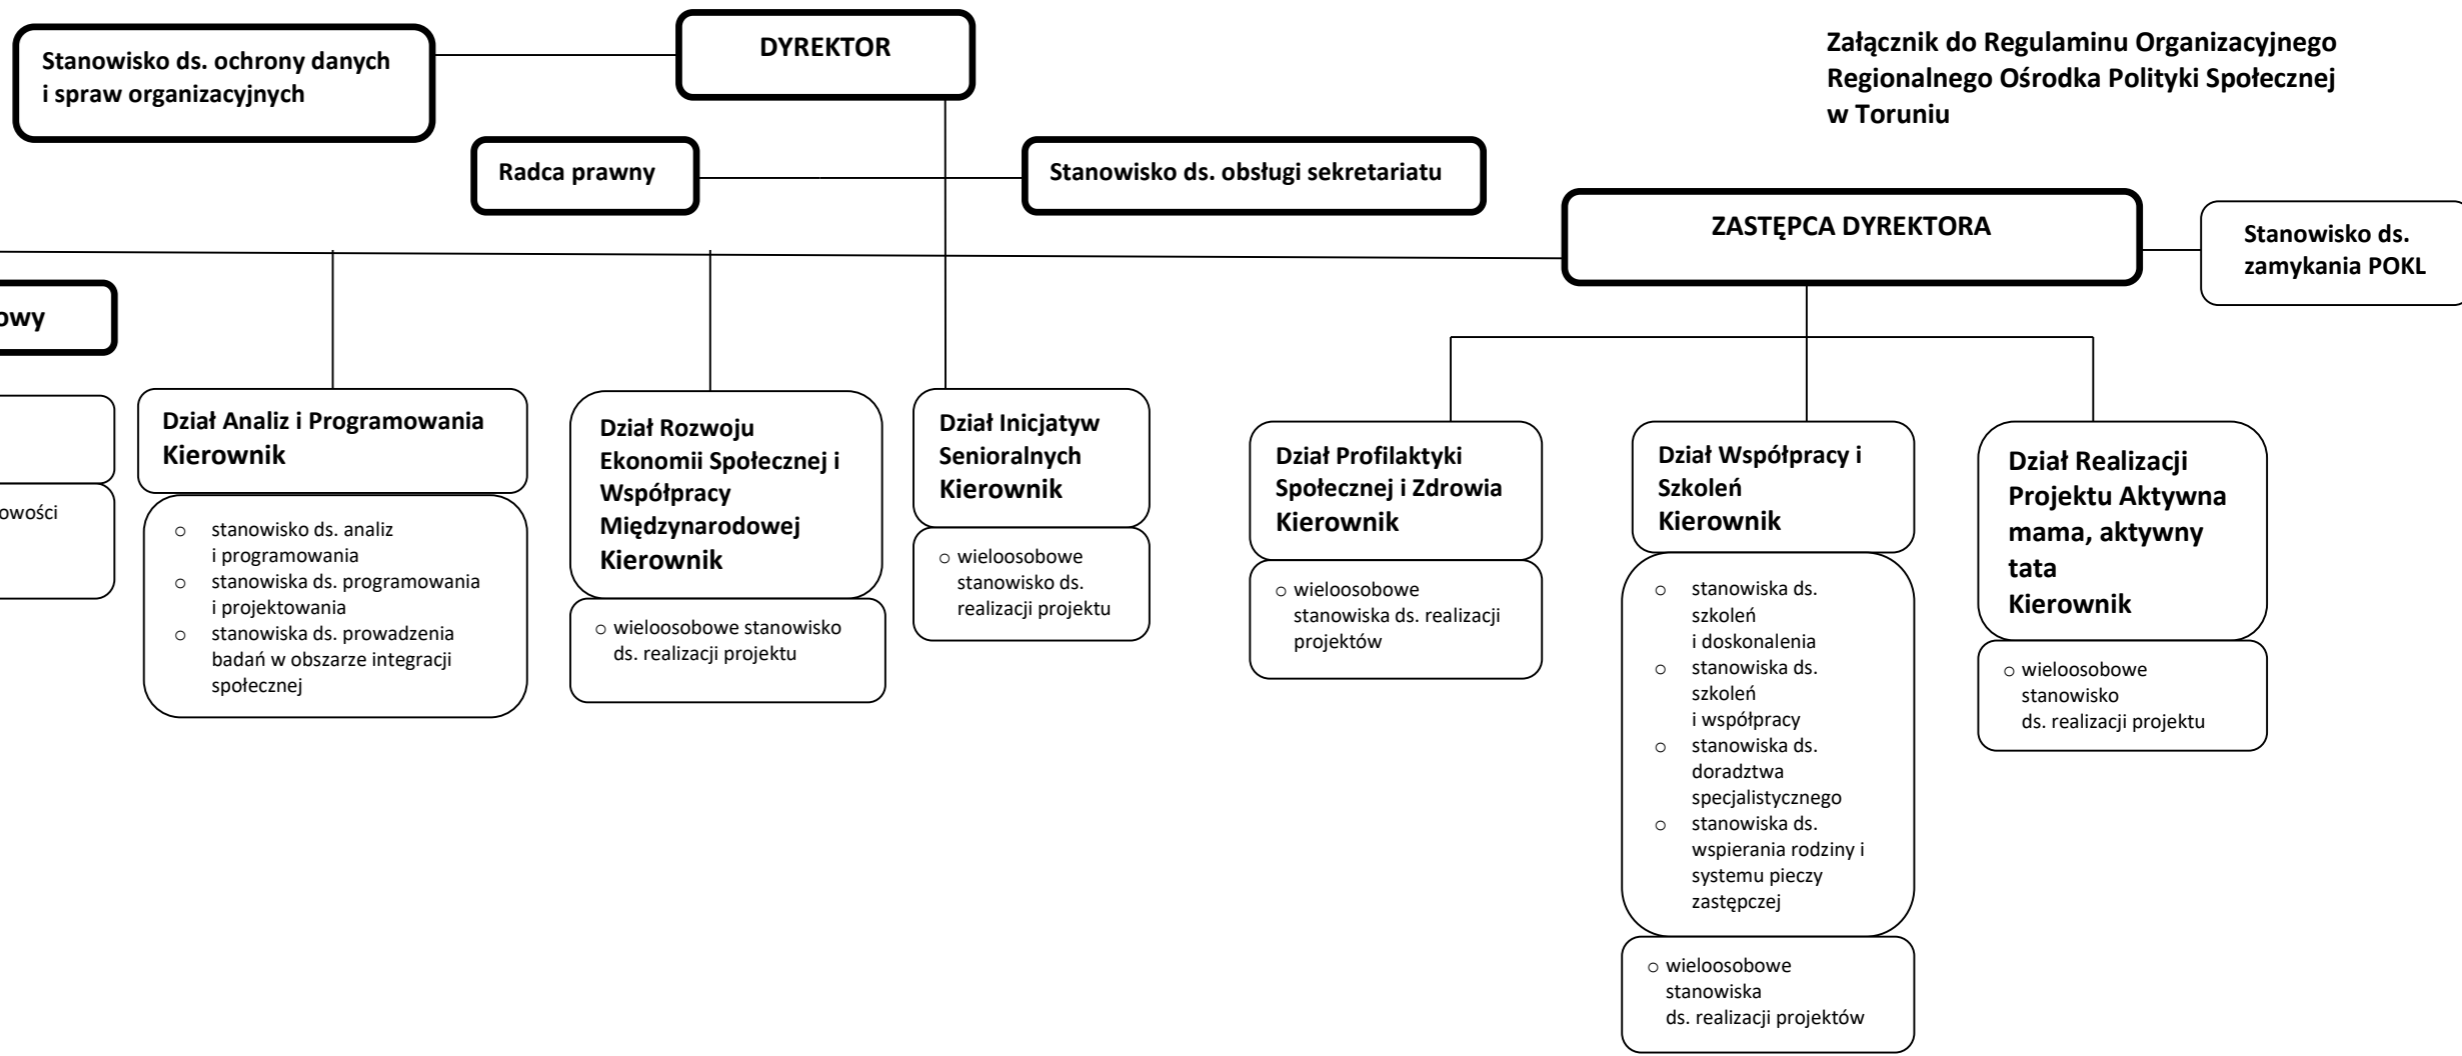 DYREKTOR
Stanowisko ds. ochrony danych
i spraw organizacyjnych
Załącznik do Regulaminu Organizacyjnego
Regionalnego Ośrodka Polityki Społecznej
w Toruniu
Radca prawny
Stanowisko ds. obsługi sekretariatu
ZASTĘPCA DYREKTORA
Stanowisko ds.
zamykania POKL
owy
owości
Dział Analiz i Programowania
Kierownik
○ stanowisko ds. analiz
i programowania
○ stanowiska ds. programowania
i projektowania
○ stanowiska ds. prowadzenia
badań w obszarze integracji
społecznej
Dział Rozwoju
Ekonomii Społecznej i
Współpracy
Międzynarodowej
Kierownik
○ wieloosobowe stanowisko
ds. realizacji projektu
Dział Inicjatyw
Senioralnych
Kierownik
○ wieloosobowe
stanowisko ds.
realizacji projektu
Dział Profilaktyki
Społecznej i Zdrowia
Kierownik
○ wieloosobowe
stanowiska ds. realizacji
projektów
Dział Współpracy i
Szkoleń
Kierownik
○ stanowiska ds.
szkoleń
i doskonalenia
○ stanowiska ds.
szkoleń
i współpracy
○ stanowiska ds.
doradztwa
specjalistycznego
○ stanowiska ds.
wspierania rodziny i
systemu pieczy
zastępczej
○ wieloosobowe
stanowiska
ds. realizacji projektów
Dział Realizacji
Projektu Aktywna
mama, aktywny
tata
Kierownik
○ wieloosobowe
stanowisko
ds. realizacji projektu